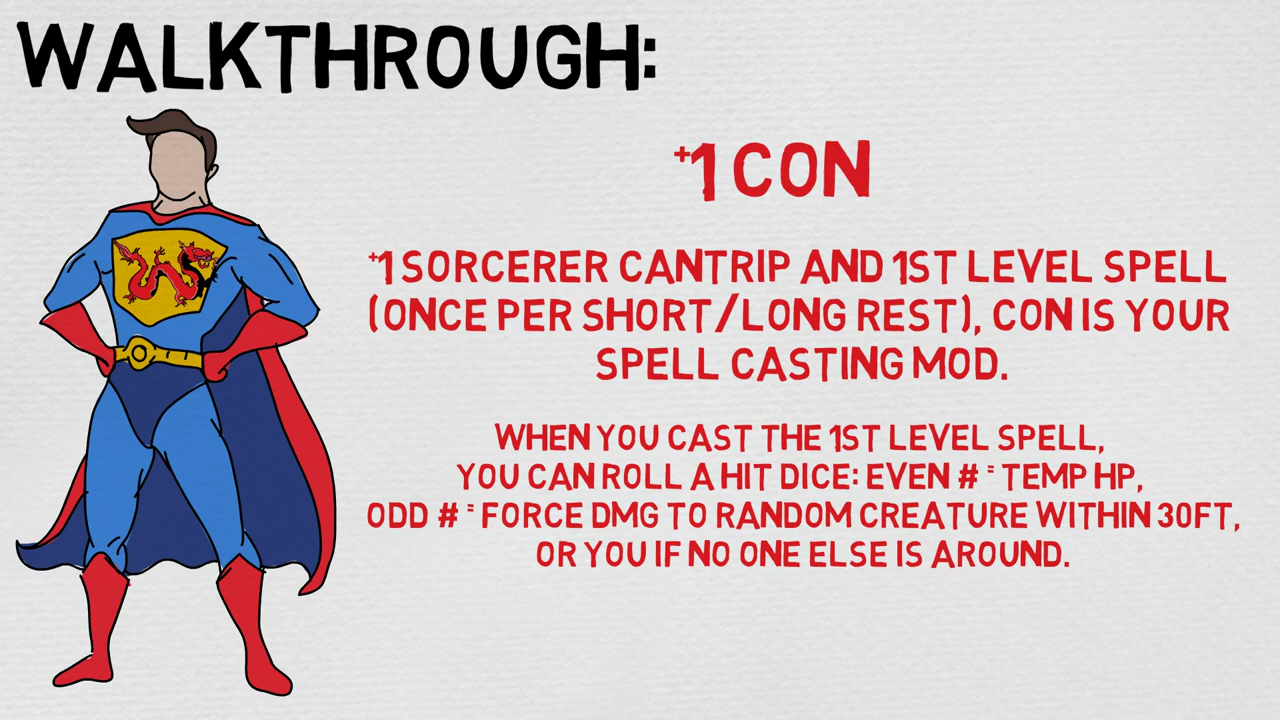 WALKTHROUGH:
+1 CON
+1 SORCERER CANTRIP AND 1ST LEVEL SPELL
(ONCE PER SHORT/LONG REST), CON IS YOUR
SPELL CASTING MOD.
WHEN YOU CAST THE 1ST LEVEL SPELL,
YOU CAN ROLL A HIT DICE: EVEN # = TEMP HP,
ODD # = FORCE DMG TO RANDOM CREATURE WITHIN 30FT,
OR YOU IF NO ONE ELSE IS AROUND.